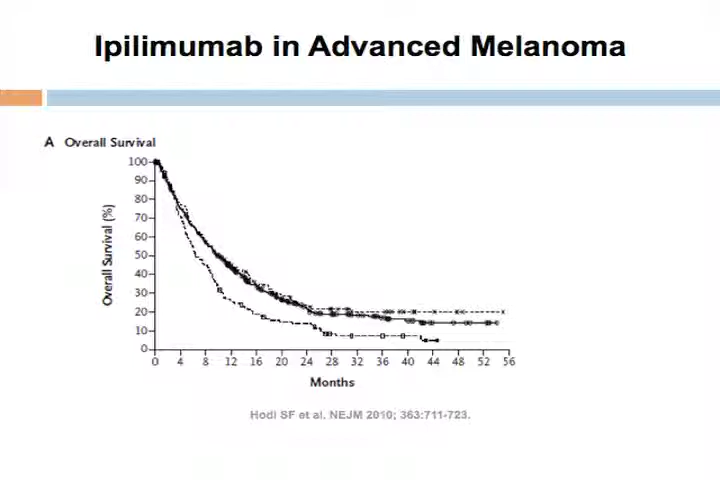 Ipilimumab in Advanced Melanoma
A Overall Survival
100
90
80
70
60
50
40
30
20
10
0
Overall Survival (%)
0 4 8 12 16 20 24 28 32 36 40 44 48 52 56
Months
Hodi SF et al. NEJM 2010; 363:711-723.